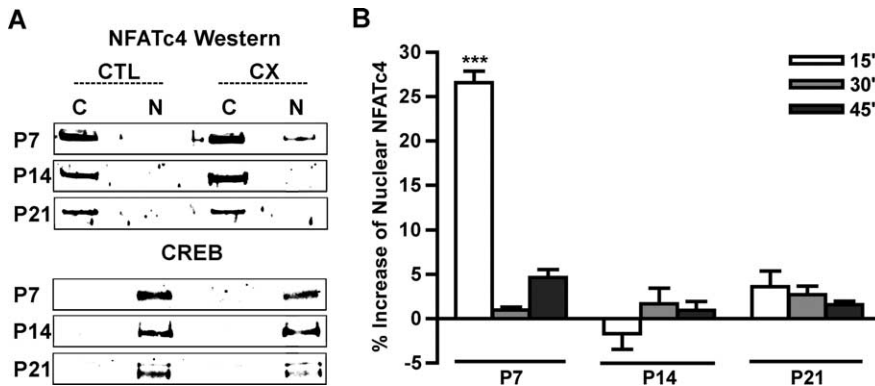 A
NFATc4 Western
CTL CX
C N C N
P7
P14
P21
CREB
P7
P14
P21
B
% Increase of Nuclear NFATc4
30
25
20
15
10
5
0
-5
***
15'
30'
45'
P7 P14 P21